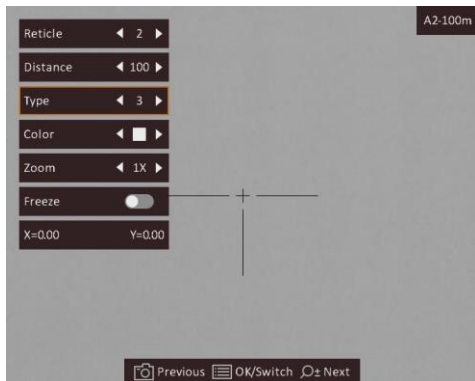 A2-100m
Reticle 2
Distance 100
Type 3
Color
Zoom 1X
Freeze
X=0.00 Y=0.00
Previous OK/Switch ± Next